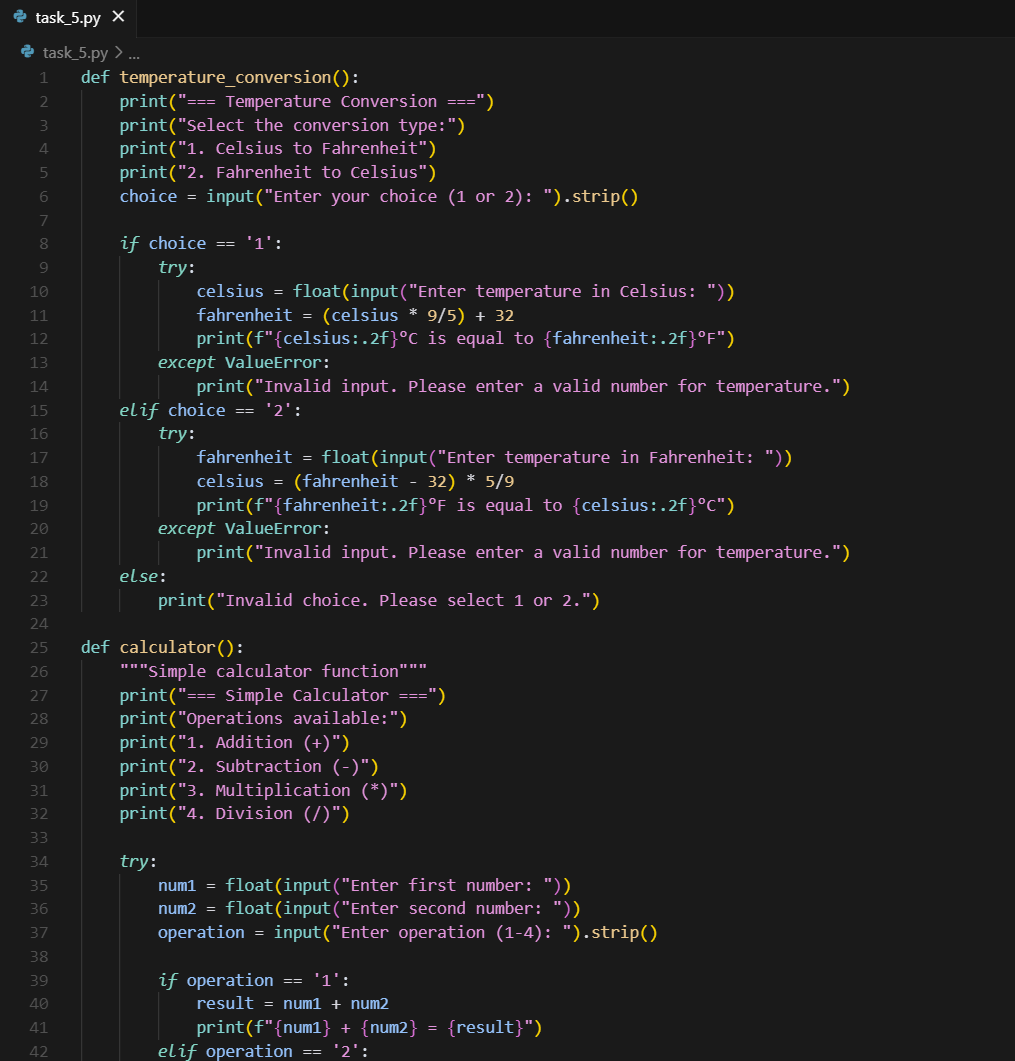 task_5.py ✕
task_5.py > ...
1 def temperature_conversion():
2     print("=== Temperature Conversion ===")
3     print("Select the conversion type:")
4     print("1. Celsius to Fahrenheit")
5     print("2. Fahrenheit to Celsius")
6     choice = input("Enter your choice (1 or 2): ").strip()
7
8     if choice == '1':
9         try:
10             celsius = float(input("Enter temperature in Celsius: "))
11             fahrenheit = (celsius * 9/5) + 32
12             print(f"{celsius:.2f}°C is equal to {fahrenheit:.2f}°F")
13         except ValueError:
14             print("Invalid input. Please enter a valid number for temperature.")
15     elif choice == '2':
16         try:
17             fahrenheit = float(input("Enter temperature in Fahrenheit: "))
18             celsius = (fahrenheit - 32) * 5/9
19             print(f"{fahrenheit:.2f}°F is equal to {celsius:.2f}°C")
20         except ValueError:
21             print("Invalid input. Please enter a valid number for temperature.")
22     else:
23         print("Invalid choice. Please select 1 or 2.")
24
25 def calculator():
26     """Simple calculator function"""
27     print("=== Simple Calculator ===")
28     print("Operations available:")
29     print("1. Addition (+)")
30     print("2. Subtraction (-)")
31     print("3. Multiplication (*)")
32     print("4. Division (/)")
33
34     try:
35         num1 = float(input("Enter first number: "))
36         num2 = float(input("Enter second number: "))
37         operation = input("Enter operation (1-4): ").strip()
38
39         if operation == '1':
40             result = num1 + num2
41             print(f"{num1} + {num2} = {result}")
42         elif operation == '2':